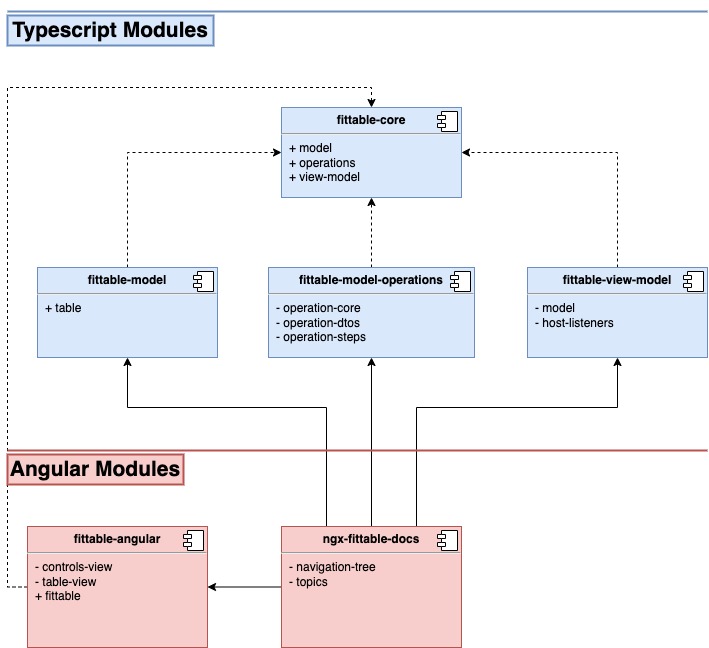 Typescript Modules
fittable-core
+ model
+ operations
+ view-model
fittable-model
+ table
fittable-model-operations
- operation-core
- operation-dtos
- operation-steps
fittable-view-model
- model
- host-listeners
Angular Modules
fittable-angular
- controls-view
- table-view
+ fittable
ngx-fittable-docs
- navigation-tree
- topics